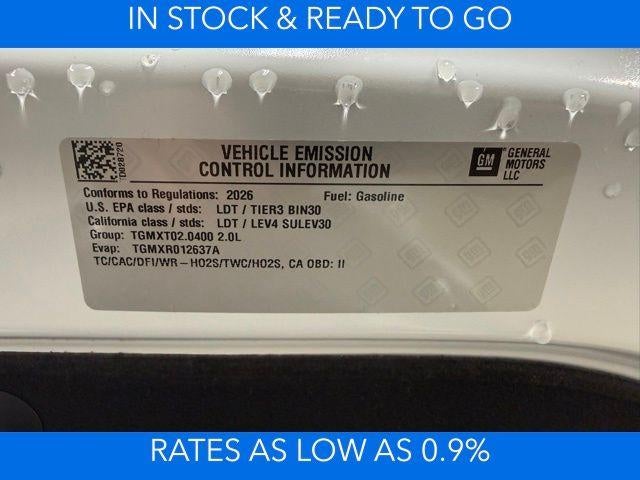 IN STOCK & READY TO GO
VEHICLE EMISSION
CONTROL INFORMATION
GM
GENERAL
MOTORS
LLC
TD028720
Conforms to Regulations: 2026 Fuel: Gasoline
U.S. EPA class / stds: LDT / TIER3 BIN30
California class / stds: LDT / LEV4 SULEV30
Group: TGMXT02.0400 2.0L
Evap: TGMXR012637A
TC/CAC/DFI/WR-HO2S/TWC/HO2S, CA OBD: II
RATES AS LOW AS 0.9%